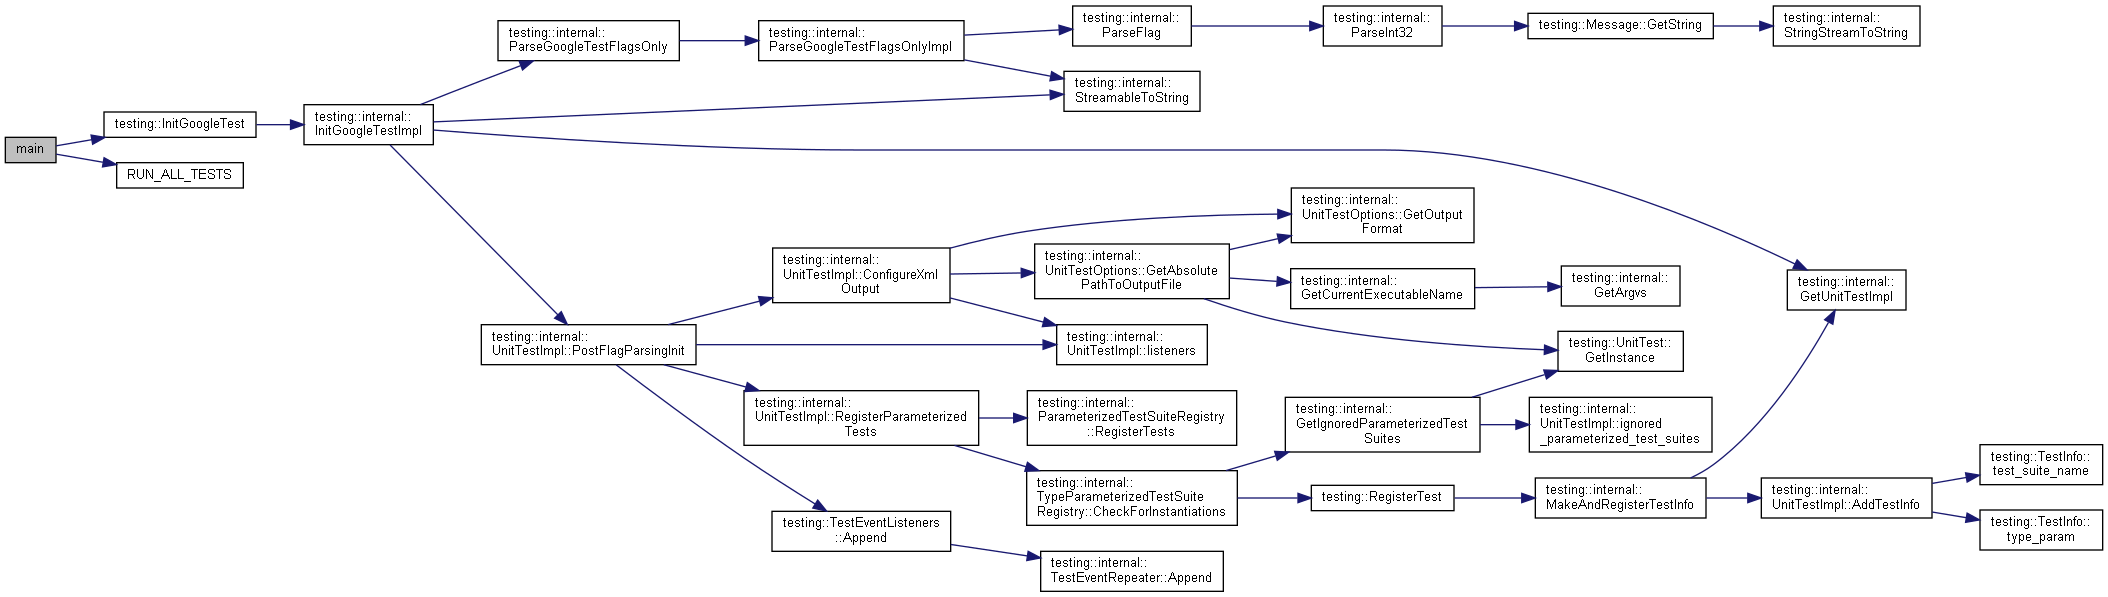 main
testing::InitGoogleTest
RUN_ALL_TESTS
testing::internal::
InitGoogleTestImpl
testing::internal::
ParseGoogleTestFlagsOnly
testing::internal::
ParseGoogleTestFlagsOnlyImpl
testing::internal::
ParseFlag
testing::internal::
ParseInt32
testing::Message::GetString
testing::internal::
StringStreamToString
testing::internal::
StreamableToString
testing::internal::
UnitTestImpl::PostFlagParsingInit
testing::internal::
UnitTestImpl::ConfigureXml
Output
testing::internal::
UnitTestOptions::GetAbsolute
PathToOutputFile
testing::internal::
UnitTestOptions::GetOutput
Format
testing::internal::
GetCurrentExecutableName
testing::internal::
GetArgvs
testing::internal::
GetUnitTestImpl
testing::internal::
UnitTestImpl::listeners
testing::UnitTest::
GetInstance
testing::internal::
UnitTestImpl::RegisterParameterized
Tests
testing::internal::
ParameterizedTestSuiteRegistry
::RegisterTests
testing::internal::
TypeParameterizedTestSuite
Registry::CheckForInstantiations
testing::internal::
GetIgnoredParameterizedTest
Suites
testing::internal::
UnitTestImpl::ignored
_parameterized_test_suites
testing::RegisterTest
testing::internal::
MakeAndRegisterTestInfo
testing::internal::
UnitTestImpl::AddTestInfo
testing::TestInfo::
test_suite_name
testing::TestInfo::
type_param
testing::TestEventListeners
::Append
testing::internal::
TestEventRepeater::Append